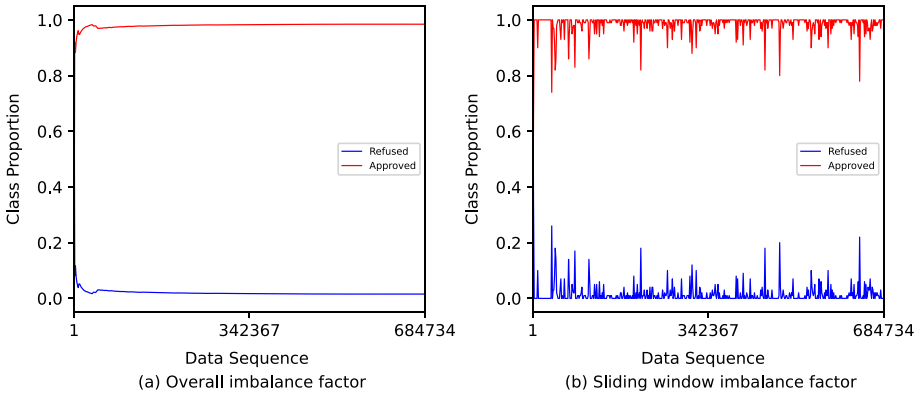 1.0
0.8
0.6
0.4
0.2
0.0
Class Proportion
Refused
Approved
1
342367
684734
Data Sequence
(a) Overall imbalance factor
1.0
0.8
0.6
0.4
0.2
0.0
Class Proportion
Refused
Approved
1
342367
684734
Data Sequence
(b) Sliding window imbalance factor